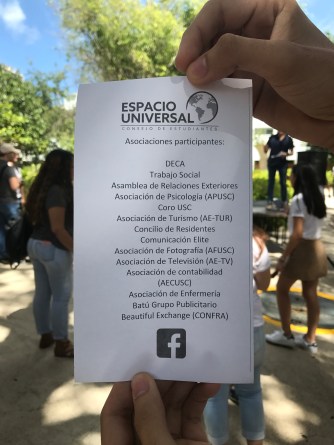 ESPACIO
UNIVERSAL
CONSEJO DE ESTUDIANTES
Asociaciones participantes:
DECA
Trabajo Social
Asamblea de Relaciones Exteriores
Asociación de Psicología (APUSC)
Coro USC
Asociación de Turismo (AE-TUR)
Concilio de Residentes
Comunicación Elite
Asociación de Fotografía (AFUSC)
Asociación de Televisión (AE-TV)
Asociación de contabilidad
(AECUSC)
Asociación de Enfermería
Batú Grupo Publicitario
Beautiful Exchange (CONFRA)
f